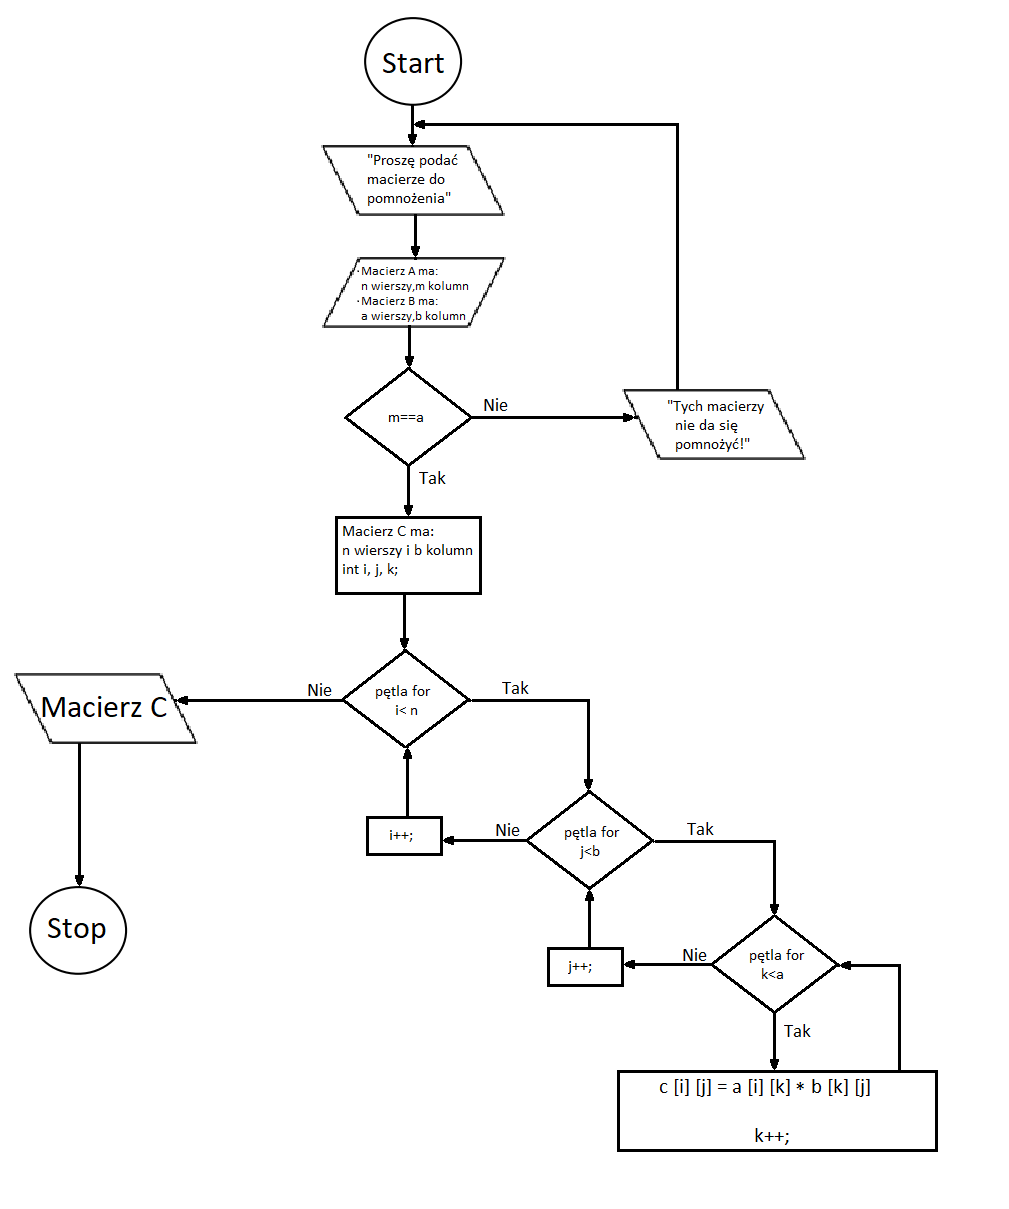 Start
"Proszę podać
macierze do
pomnożenia"
·Macierz A ma:
n wierszy,m kolumn
·Macierz B ma:
a wierszy,b kolumn
m==a
Nie
"Tych macierzy
nie da się
pomnożyć!"
Tak
Macierz C ma:
n wierszy i b kolumn
int i, j, k;
pętla for
i< n
Nie
Tak
Macierz C
i++;
Nie
pętla for
j<b
Tak
Stop
j++;
Nie
pętla for
k<a
Tak
c [i] [j] = a [i] [k] * b [k] [j]
k++;